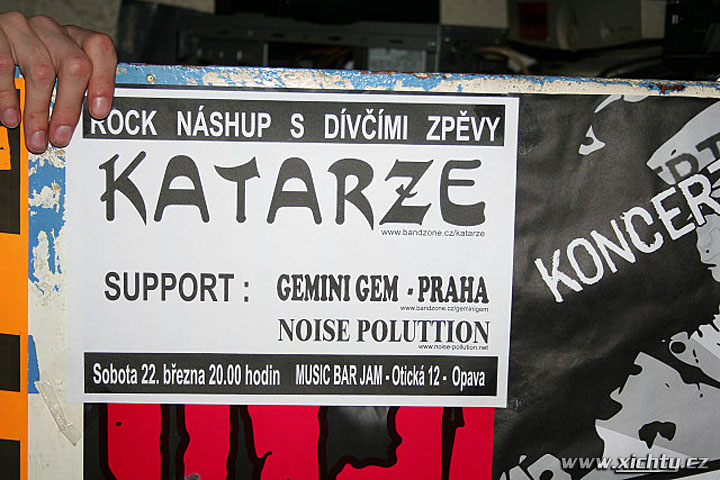 ROCK NÁSHUP S DÍVČÍMI ZPĚVY
KATARZE
www.bandzone.cz/katarze
SUPPORT : GEMINI GEM - PRAHA
www.bandzone.cz/geminigem
NOISE POLUTTION
www.noise-pollution.net
Sobota 22. března 20.00 hodin MUSIC BAR JAM - Otická 12 - Opava
KONCERT
www.xichty.cz